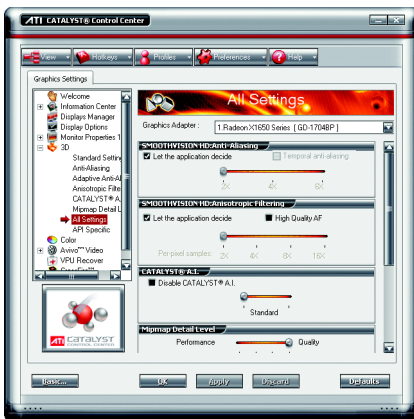 ATI CATALYST® Control Center
View
Hotkeys
Profiles
Preferences
Help
Graphics Settings
Welcome
Information Center
Displays Manager
Display Options
Monitor Properties 1
3D
Standard Settin
Anti-Aliasing
Adaptive Anti-Al
Anisotropic Filte
CATALYST® A.
Mipmap Detail L
All Settings
API Specific
Color
Avivo™ Video
VPU Recover
All Settings
Graphics Adapter :
1.Radeon X1650 Series [ GD-1704BP ]
SMOOTHVISION HD:Anti-Aliasing
Let the application decide
Temporal anti-aliasing
2X 4X 6X
SMOOTHVISION HD:Anisotropic Filtering
Let the application decide
High Quality AF
Per-pixel samples: 2X 4X 8X 16X
CATALYST® A.I.
Disable CATALYST® A.I.
Standard
Mipmap Detail Level
Performance
Quality
ATI CATALYST
CONTROL CENTER
Basic...
OK
Apply
Discard
Defaults